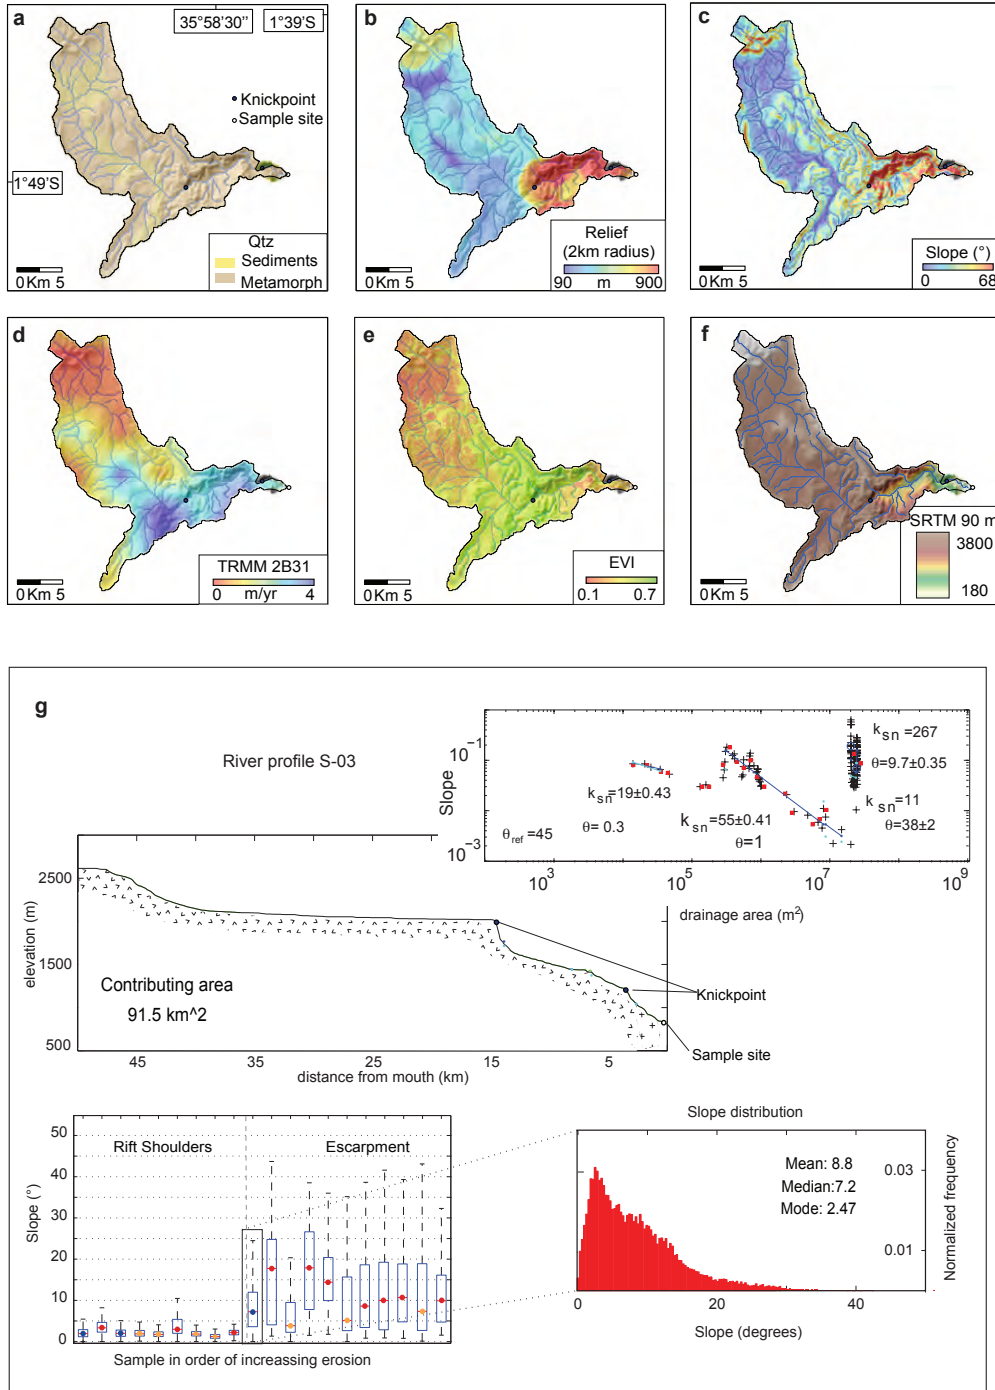 a
35°58'30’’
1°39'S
Knickpoint
Sample site
1°49'S
Qtz
Sediments
Metamorph
0Km 5
b
Relief
(2km radius)
90 m 900
0Km 5
c
Slope (°)
0 68
0Km 5
d
TRMM 2B31
0 m/yr 4
0Km 5
e
EVI
0.1 0.7
0Km 5
f
SRTM 90 m
3800
180
0Km 5
g
River profile S-03
Slope
10^-1
10^-3
k_sn=19±0.43
θ= 0.3
θ_ref=45
k_sn=55±0.41
θ=1
k_sn=267
θ=9.7±0.35
k_sn=11
θ=38±2
10^3 10^5 10^7 10^9
drainage area (m^2)
elevation (m)
2500
1500
500
Contributing area
91.5 km^2
Knickpoint
Sample site
45 35 25 15 5
distance from mouth (km)
Slope (°)
50
40
30
20
10
0
Rift Shoulders Escarpment
Sample in order of increassing erosion
Slope distribution
Mean: 8.8
Median:7.2
Mode: 2.47
0.03
0.01
Normalized frequency
0 20 40
Slope (degrees)